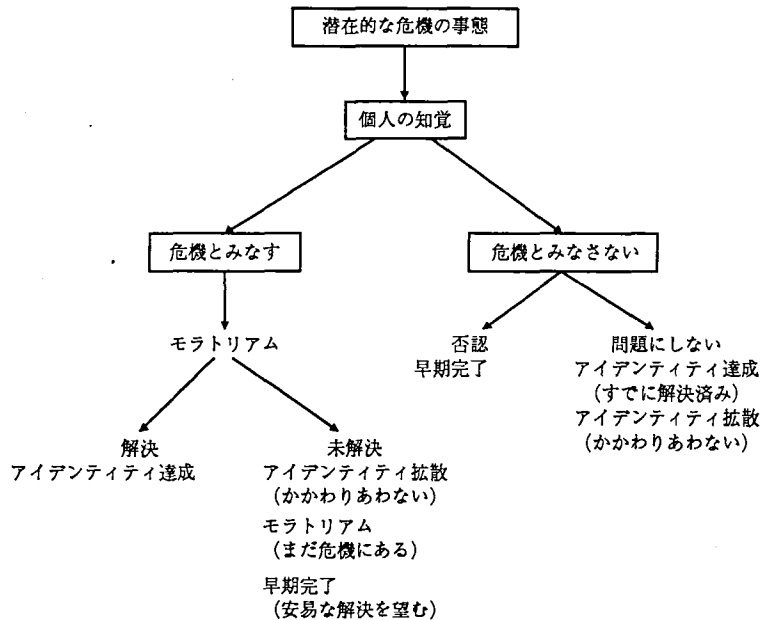 潜在的な危機の事態
個人の知覚
危機とみなす
危機とみなさない
モラトリアム
否認
早期完了
問題にしない
アイデンティティ達成
(すでに解決済み)
アイデンティティ拡散
(かかわりあわない)
解決
アイデンティティ達成
未解決
アイデンティティ拡散
(かかわりあわない)
モラトリアム
(まだ危機にある)
早期完了
(安易な解決を望む)